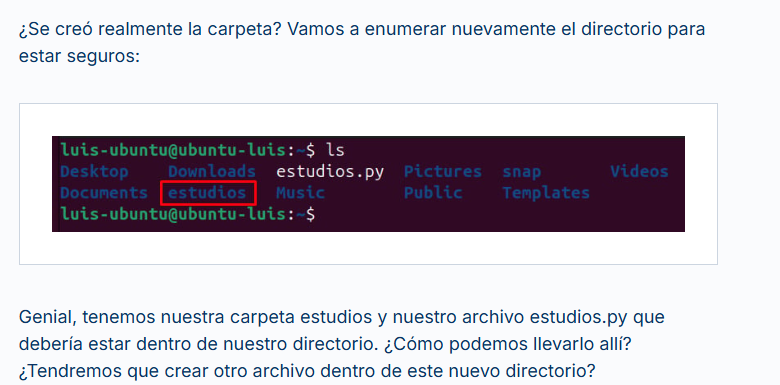 ¿Se creó realmente la carpeta? Vamos a enumerar nuevamente el directorio para
estar seguros:
luis-ubuntu@ubuntu-luis:~$ ls
Desktop Downloads estudios.py Pictures snap Videos
Documents estudios Music Public Templates
luis-ubuntu@ubuntu-luis:~$
Genial, tenemos nuestra carpeta estudios y nuestro archivo estudios.py que
debería estar dentro de nuestro directorio. ¿Cómo podemos llevarlo allí?
¿Tendremos que crear otro archivo dentro de este nuevo directorio?